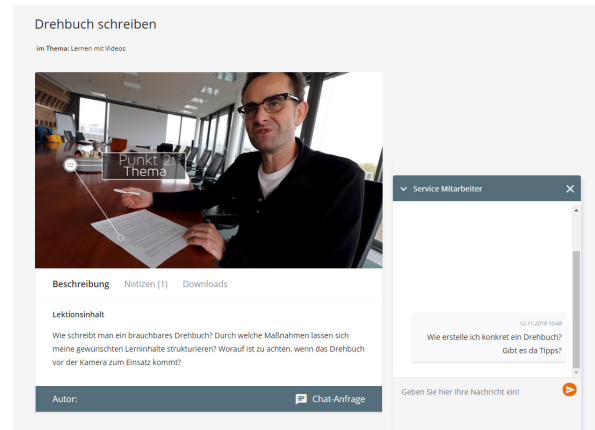 Drehbuch schreiben
im Thema: Lernen mit Videos
02
Punkt 2:
Thema
Beschreibung Notizen (1) Downloads
Lektionsinhalt
Wie schreibt man ein brauchbares Drehbuch? Durch welche Maßnahmen lassen sich
meine gewünschten Lerninhalte strukturieren? Worauf ist zu achten, wenn das Drehbuch
vor der Kamera zum Einsatz kommt?
Autor: Chat-Anfrage
Service Mitarbeiter
12.11.2018 10:48
Wie erstelle ich konkret ein Drehbuch?
Gibt es da Tipps?
Geben Sie hier Ihre Nachricht ein!